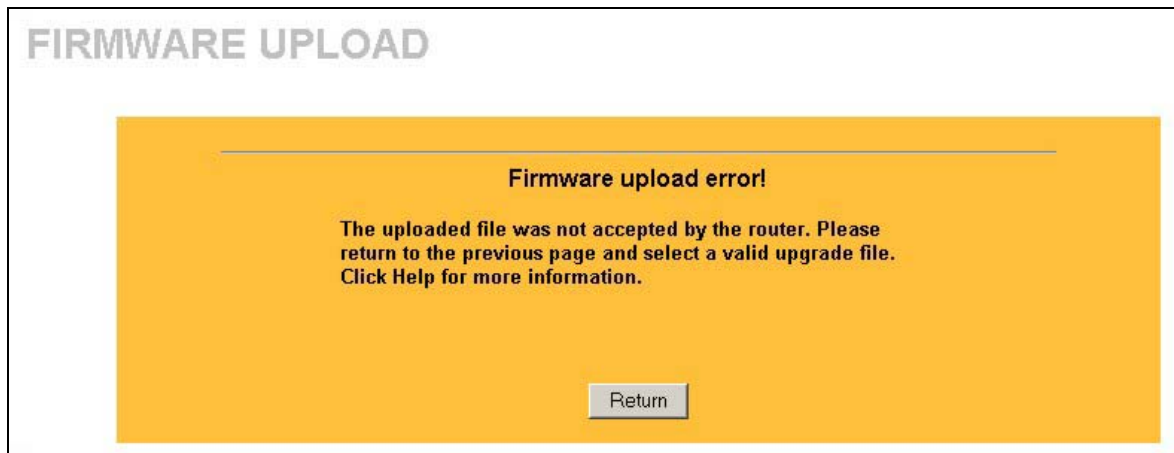 FIRMWARE UPLOAD
Firmware upload error!
The uploaded file was not accepted by the router. Please
return to the previous page and select a valid upgrade file.
Click Help for more information.
Return